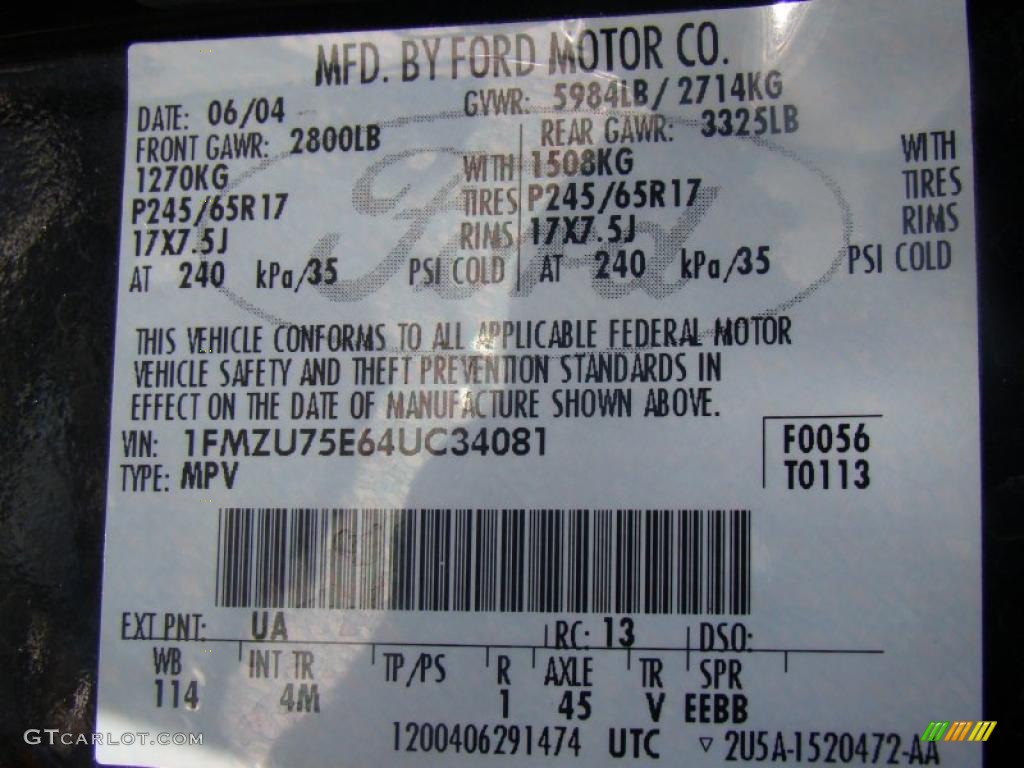 MFD. BY FORD MOTOR CO.
DATE: 06/04 GVWR: 5984LB/2714KG
FRONT GAWR: 2800LB REAR GAWR: 3325LB
1270KG WITH 1508KG WITH
P245/65R17 TIRES P245/65R17 TIRES
17X7.5J RIMS 17X7.5J RIMS
AT 240 kPa/35 PSI COLD AT 240 kPa/35 PSI COLD
Ford
THIS VEHICLE CONFORMS TO ALL APPLICABLE FEDERAL MOTOR
VEHICLE SAFETY AND THEFT PREVENTION STANDARDS IN
EFFECT ON THE DATE OF MANUFACTURE SHOWN ABOVE.
VIN: 1FMZU75E64UC34081 F0056
TYPE: MPV T0113
EXT PNT: UA RC: 13 DSO:
WB INT TR TP/PS R AXLE TR SPR
114 4M 1 45 V EEBB
1200406291474 UTC ▽ 2U5A-1520472-AA
GTcarlot.com